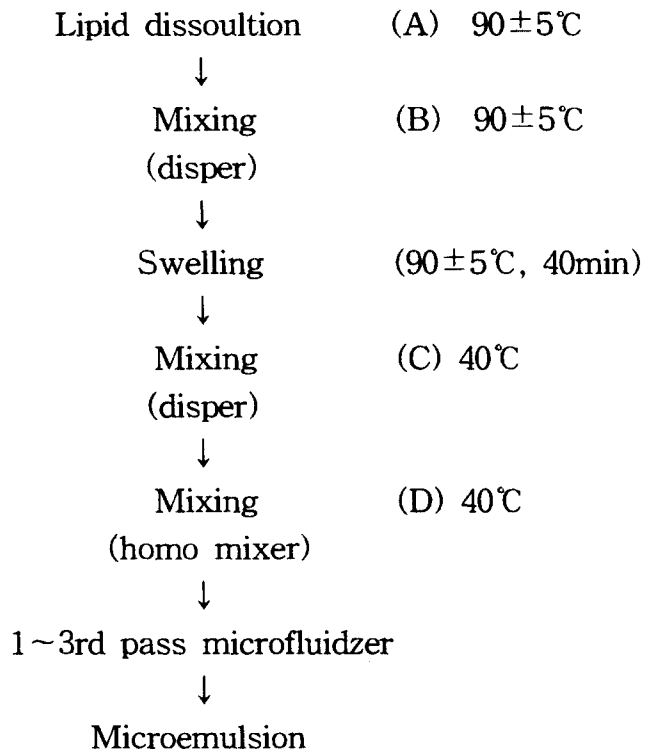 Lipid dissoultion (A) 90±5℃
↓
Mixing (B) 90±5℃
(disper)
↓
Swelling (90±5℃, 40min)
↓
Mixing (C) 40℃
(disper)
↓
Mixing (D) 40℃
(homo mixer)
↓
1~3rd pass microfluidzer
↓
Microemulsion